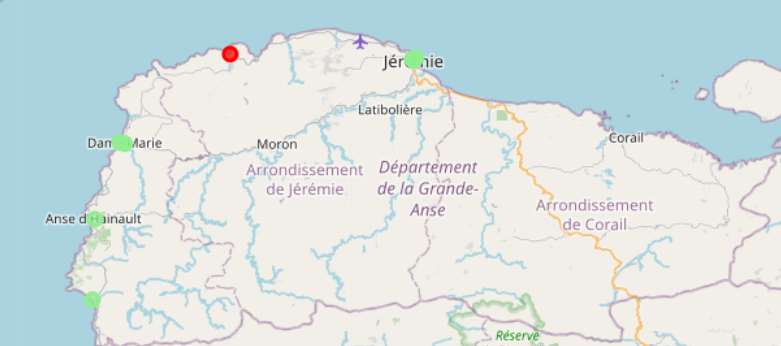 Jérémie
Latibolière
Dame Marie
Moron
Corail
Arrondissement
de Jérémie
Département
de la Grande-
Anse
Arrondissement
de Corail
Anse d'Hainault
Réserve